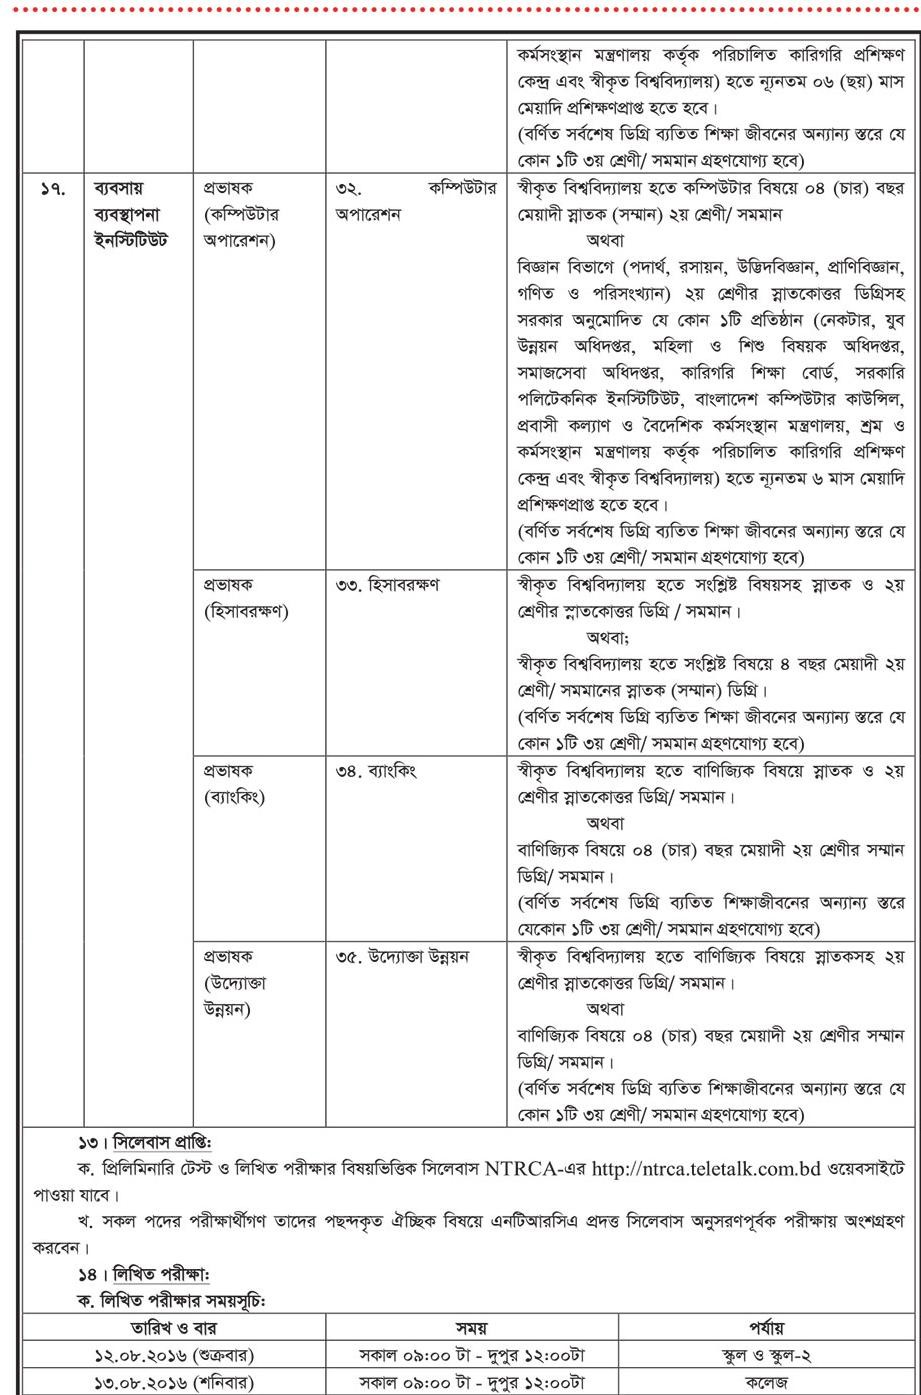 কর্মসংস্থান মন্ত্রণালয় কর্তৃক পরিচালিত কারিগরি প্রশিক্ষণ
কেন্দ্র এবং স্বীকৃত বিশ্ববিদ্যালয়) হতে ন্যূনতম ০৬ (ছয়) মাস
মেয়াদি প্রশিক্ষণপ্রাপ্ত হতে হবে।
(বর্ণিত সর্বশেষ ডিগ্রি ব্যতিত শিক্ষা জীবনের অন্যান্য স্তরে যে
কোন ১টি ৩য় শ্রেণী/ সমমান গ্রহণযোগ্য হবে)
১৭.
ব্যবসায়
ব্যবস্থাপনা
ইনস্টিটিউট
প্রভাষক
(কম্পিউটার
অপারেশন)
৩২. কম্পিউটার
অপারেশন
স্বীকৃত বিশ্ববিদ্যালয় হতে কম্পিউটার বিষয়ে ০৪ (চার) বছর
মেয়াদী স্নাতক (সম্মান) ২য় শ্রেণী/ সমমান
অথবা
বিজ্ঞান বিভাগে (পদার্থ, রসায়ন, উদ্ভিদবিজ্ঞান, প্রাণিবিজ্ঞান,
গণিত ও পরিসংখ্যান) ২য় শ্রেণীর স্নাতকোত্তর ডিগ্রিসহ
সরকার অনুমোদিত যে কোন ১টি প্রতিষ্ঠান (নেকটার, যুব
উন্নয়ন অধিদপ্তর, মহিলা ও শিশু বিষয়ক অধিদপ্তর,
সমাজসেবা অধিদপ্তর, কারিগরি শিক্ষা বোর্ড, সরকারি
পলিটেকনিক ইনস্টিটিউট, বাংলাদেশ কম্পিউটার কাউন্সিল,
প্রবাসী কল্যাণ ও বৈদেশিক কর্মসংস্থান মন্ত্রণালয়, শ্রম ও
কর্মসংস্থান মন্ত্রণালয় কর্তৃক পরিচালিত কারিগরি প্রশিক্ষণ
কেন্দ্র এবং স্বীকৃত বিশ্ববিদ্যালয়) হতে ন্যূনতম ৬ মাস মেয়াদি
প্রশিক্ষণপ্রাপ্ত হতে হবে।
(বর্ণিত সর্বশেষ ডিগ্রি ব্যতিত শিক্ষা জীবনের অন্যান্য স্তরে যে
কোন ১টি ৩য় শ্রেণী/ সমমান গ্রহণযোগ্য হবে)
প্রভাষক
(হিসাবরক্ষণ)
৩৩. হিসাবরক্ষণ
স্বীকৃত বিশ্ববিদ্যালয় হতে সংশ্লিষ্ট বিষয়সহ স্নাতক ও ২য়
শ্রেণীর স্নাতকোত্তর ডিগ্রি / সমমান।
অথবা;
স্বীকৃত বিশ্ববিদ্যালয় হতে সংশ্লিষ্ট বিষয়ে ৪ বছর মেয়াদী ২য়
শ্রেণী/ সমমানের স্নাতক (সম্মান) ডিগ্রি।
(বর্ণিত সর্বশেষ ডিগ্রি ব্যতিত শিক্ষা জীবনের অন্যান্য স্তরে যে
কোন ১টি ৩য় শ্রেণী/ সমমান গ্রহণযোগ্য হবে)
প্রভাষক
(ব্যাংকিং)
৩৪. ব্যাংকিং
স্বীকৃত বিশ্ববিদ্যালয় হতে বাণিজ্যিক বিষয়ে স্নাতক ও ২য়
শ্রেণীর স্নাতকোত্তর ডিগ্রি/ সমমান।
অথবা
বাণিজ্যিক বিষয়ে ০৪ (চার) বছর মেয়াদী ২য় শ্রেণীর সম্মান
ডিগ্রি/ সমমান।
(বর্ণিত সর্বশেষ ডিগ্রি ব্যতিত শিক্ষাজীবনের অন্যান্য স্তরে
যেকোন ১টি ৩য় শ্রেণী/ সমমান গ্রহণযোগ্য হবে)
প্রভাষক
(উদ্যোক্তা
উন্নয়ন)
৩৫. উদ্যোক্তা উন্নয়ন
স্বীকৃত বিশ্ববিদ্যালয় হতে বাণিজ্যিক বিষয়ে স্নাতকসহ ২য়
শ্রেণীর স্নাতকোত্তর ডিগ্রি/ সমমান।
অথবা
বাণিজ্যিক বিষয়ে ০৪ (চার) বছর মেয়াদী ২য় শ্রেণীর সম্মান
ডিগ্রি/ সমমান।
(বর্ণিত সর্বশেষ ডিগ্রি ব্যতিত শিক্ষাজীবনের অন্যান্য স্তরে যে
কোন ১টি ৩য় শ্রেণী/ সমমান গ্রহণযোগ্য হবে)
১৩। সিলেবাস প্রাপ্তি:
ক. প্রিলিমিনারি টেস্ট ও লিখিত পরীক্ষার বিষয়ভিত্তিক সিলেবাস NTRCA-এর http://ntrca.teletalk.com.bd ওয়েবসাইটে
পাওয়া যাবে।
খ. সকল পদের পরীক্ষার্থীগণ তাদের পছন্দকৃত ঐচ্ছিক বিষয়ে এনটিআরসিএ প্রদত্ত সিলেবাস অনুসরণপূর্বক পরীক্ষায় অংশগ্রহণ
করবেন।
১৪। লিখিত পরীক্ষা:
ক. লিখিত পরীক্ষার সময়সূচি:
তারিখ ও বার সময় পর্যায়
১২.০৮.২০১৬ (শুক্রবার) সকাল ০৯:০০ টা - দুপুর ১২:০০টা স্কুল ও স্কুল-২
১৩.০৮.২০১৬ (শনিবার) সকাল ০৯:০০ টা - দুপুর ১২:০০টা কলেজ